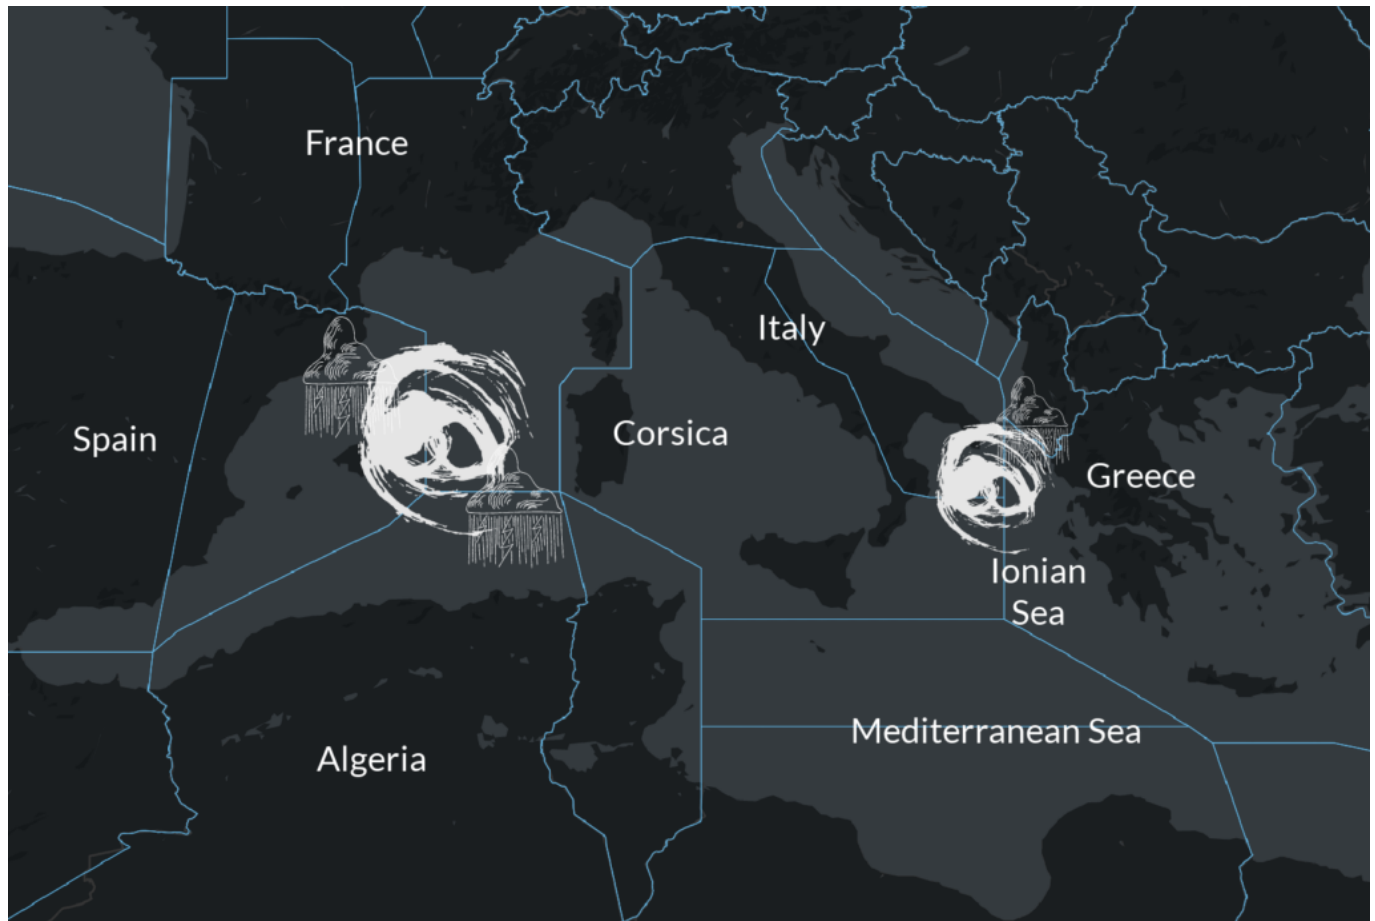 France
Italy
Spain
Corsica
Greece
Ionian
Sea
Mediterranean Sea
Algeria